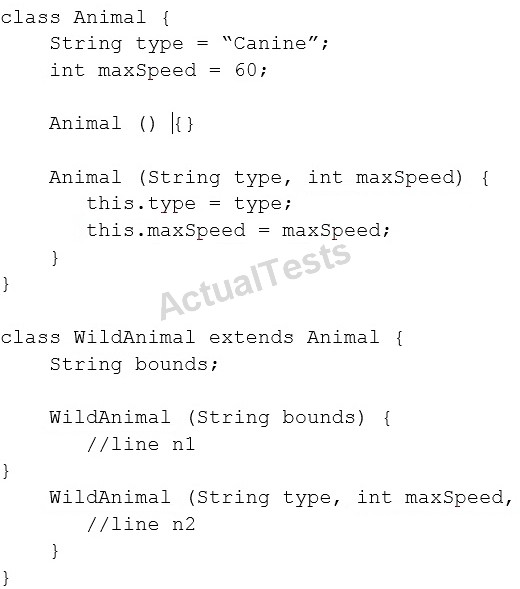 class Animal {
String type = “Canine”;
int maxSpeed = 60;
Animal () {}
Animal (String type, int maxSpeed) {
this.type = type;
this.maxSpeed = maxSpeed;
}
}
ActualTests
class WildAnimal extends Animal {
String bounds;
WildAnimal (String bounds) {
//line n1
}
WildAnimal (String type, int maxSpeed,
//line n2
}
}